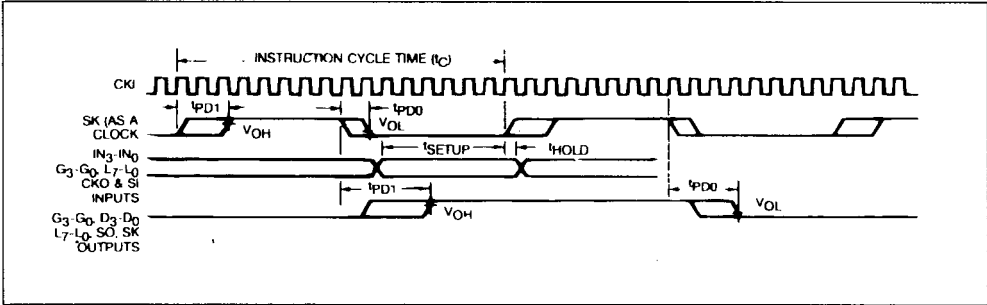 INSTRUCTION CYCLE TIME (tC)
CKI
tPD1
tPD0
SK (AS A
CLOCK
VOH
VOL
IN3-IN0
G3-G0, L7-L0
CKO & SI
INPUTS
tSETUP
tHOLD
tPD1
tPD0
VOH
VOL
G3-G0, D3-D0
L7-L0, SO, SK
OUTPUTS